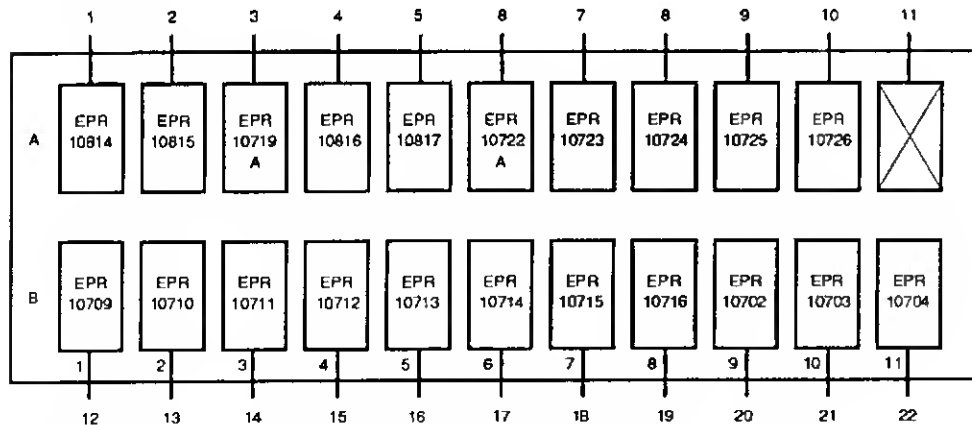 1 2 3 4 5 8 7 8 9 10 11
A
EPR 10814
EPR 10815
EPR 10719 A
EPR 10816
EPR 10817
EPR 10722 A
EPR 10723
EPR 10724
EPR 10725
EPR 10726
B
EPR 10709
EPR 10710
EPR 10711
EPR 10712
EPR 10713
EPR 10714
EPR 10715
EPR 10716
EPR 10702
EPR 10703
EPR 10704
1 2 3 4 5 6 7 8 9 10 11
12 13 14 15 16 17 18 19 20 21 22